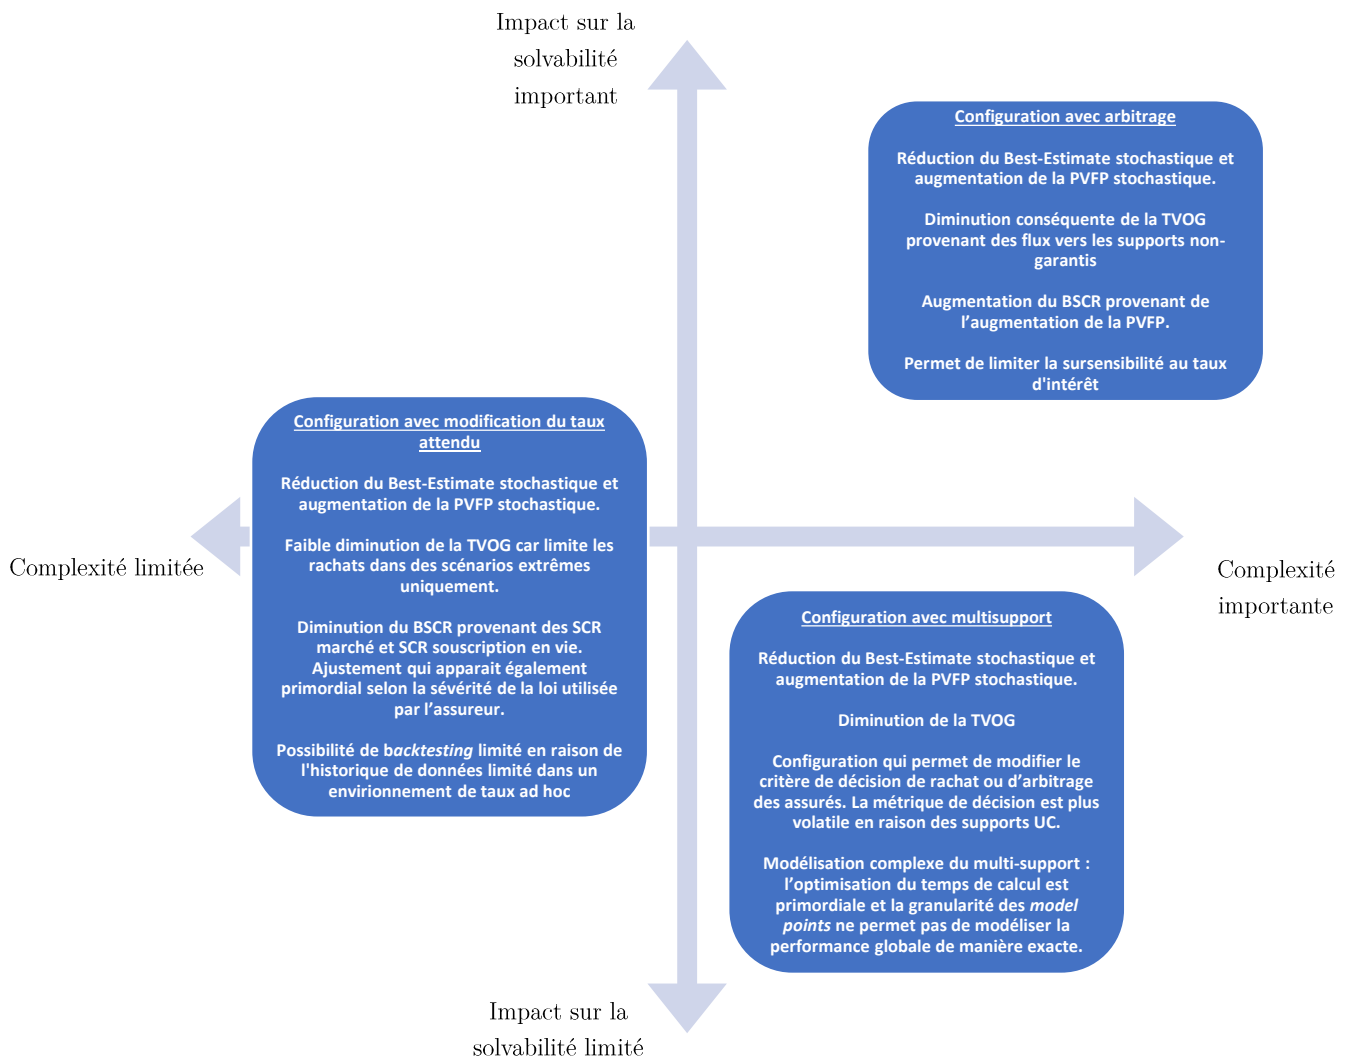 Impact sur la
solvabilité
important
Configuration avec arbitrage
Réduction du Best-Estimate stochastique et
augmentation de la PVFP stochastique.
Diminution conséquente de la TVOG
provenant des flux vers les supports non-
garantis
Augmentation du BSCR provenant de
l’augmentation de la PVFP.
Permet de limiter la sursensibilité au taux
d'intérêt
Configuration avec modification du taux
attendu
Réduction du Best-Estimate stochastique et
augmentation de la PVFP stochastique.
Faible diminution de la TVOG car limite les
rachats dans des scénarios extrêmes
uniquement.
Diminution du BSCR provenant des SCR
marché et SCR souscription en vie.
Ajustement qui apparait également
primordial selon la sévérité de la loi utilisée
par l’assureur.
Possibilité de backtesting limité en raison de
l'historique de données limité dans un
envirionnement de taux ad hoc
Complexité limitée
Complexité
importante
Configuration avec multisupport
Réduction du Best-Estimate stochastique et
augmentation de la PVFP stochastique.
Diminution de la TVOG
Configuration qui permet de modifier le
critère de décision de rachat ou d’arbitrage
des assurés. La métrique de décision est plus
volatile en raison des supports UC.
Modélisation complexe du multi-support :
l’optimisation du temps de calcul est
primordiale et la granularité des model
points ne permet pas de modéliser la
performance globale de manière exacte.
Impact sur la
solvabilité limité